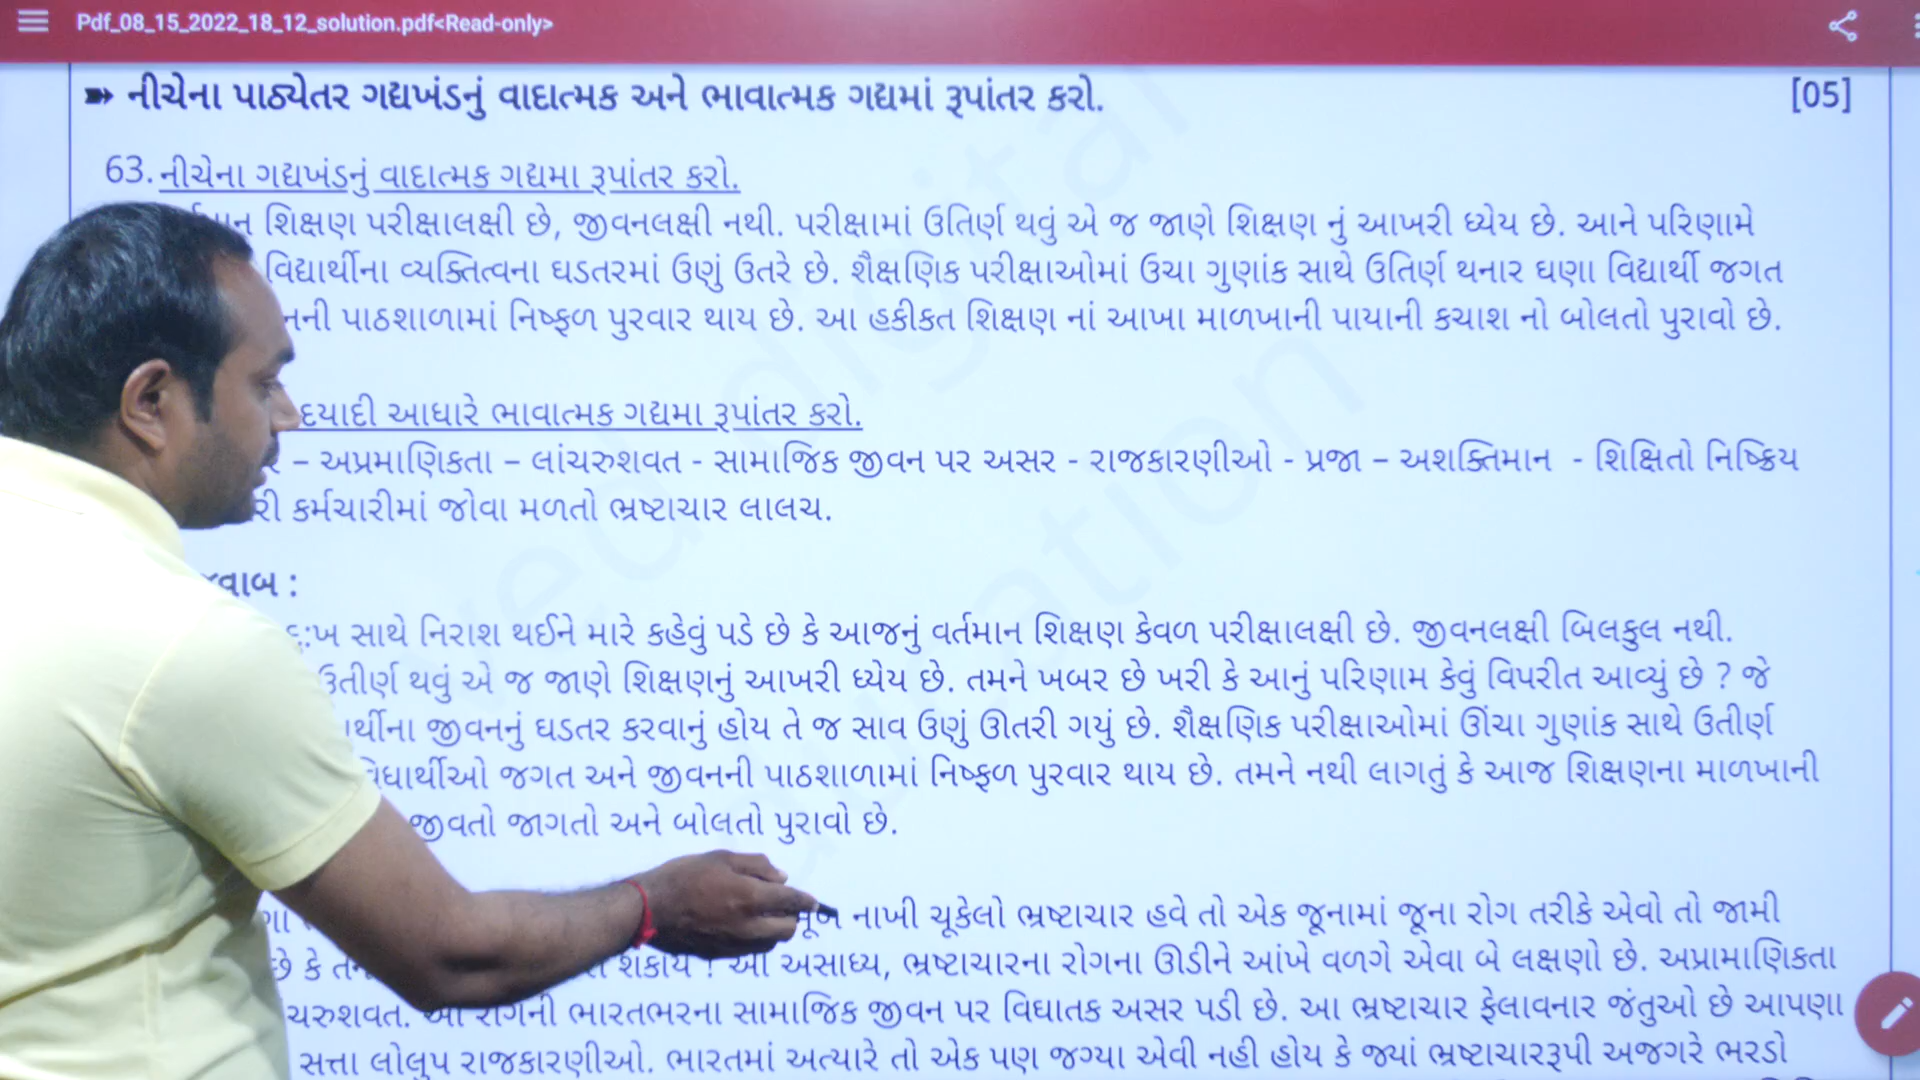 Pdf_08_15_2022_18_12_solution.pdf<Read-only>
➽ નીચેના પાઠ્યેતર ગદ્યખંડનું વાદાત્મક અને ભાવાત્મક ગદ્યમાં રૂપાંતર કરો. [05]
63. નીચેના ગદ્યખંડનું વાદાત્મક ગદ્યમા રૂપાંતર કરો.
શિક્ષણ પરીક્ષાલક્ષી છે, જીવનલક્ષી નથી. પરીક્ષામાં ઉતિર્ણ થવું એ જ જાણે શિક્ષણ નું આખરી ધ્યેય છે. આને પરિણામે
વિદ્યાર્થીના વ્યક્તિત્વના ઘડતરમાં ઉણું ઉતરે છે. શૈક્ષણિક પરીક્ષાઓમાં ઉચા ગુણાંક સાથે ઉતિર્ણ થનાર ઘણા વિદ્યાર્થી જગત
પાઠશાળામાં નિષ્ફળ પુરવાર થાય છે. આ હકીકત શિક્ષણ નાં આખા માળખાની પાયાની કચાશ નો બોલતો પુરાવો છે.
આધારે ભાવાત્મક ગદ્યમા રૂપાંતર કરો.
– અપ્રમાણિકતા – લાંચરુશવત - સામાજિક જીવન પર અસર - રાજકારણીઓ - પ્રજા – અશક્તિમાન - શિક્ષિતો નિષ્ક્રિય
કર્મચારીમાં જોવા મળતો ભ્રષ્ટાચાર લાલચ.
જવાબ :
સાથે નિરાશ થઈને મારે કહેવું પડે છે કે આજનું વર્તમાન શિક્ષણ કેવળ પરીક્ષાલક્ષી છે. જીવનલક્ષી બિલકુલ નથી.
ઉતીર્ણ થવું એ જ જાણે શિક્ષણનું આખરી ધ્યેય છે. તમને ખબર છે ખરી કે આનું પરિણામ કેવું વિપરીત આવ્યું છે ? જે
જીવનનું ઘડતર કરવાનું હોય તે જ સાવ ઉણું ઊતરી ગયું છે. શૈક્ષણિક પરીક્ષાઓમાં ઊંચા ગુણાંક સાથે ઉતીર્ણ
વિધાર્થીઓ જગત અને જીવનની પાઠશાળામાં નિષ્ફળ પુરવાર થાય છે. તમને નથી લાગતું કે આજ શિક્ષણના માળખાની
જીવતો જાગતો અને બોલતો પુરાવો છે.
નાખી ચૂકેલો ભ્રષ્ટાચાર હવે તો એક જૂનામાં જૂના રોગ તરીકે એવો તો જામી
છે કે શકાય ! આ અસાધ્ય, ભ્રષ્ટાચારના રોગના ઊડીને આંખે વળગે એવા બે લક્ષણો છે. અપ્રામાણિકતા
ભારતભરના સામાજિક જીવન પર વિઘાતક અસર પડી છે. આ ભ્રષ્ટાચાર ફેલાવનાર જંતુઓ છે આપણા
સત્તા લોલુપ રાજકારણીઓ. ભારતમાં અત્યારે તો એક પણ જગ્યા એવી નહી હોય કે જ્યાં ભ્રષ્ટાચારરૂપી અજગરે ભરડો
ved digital
education